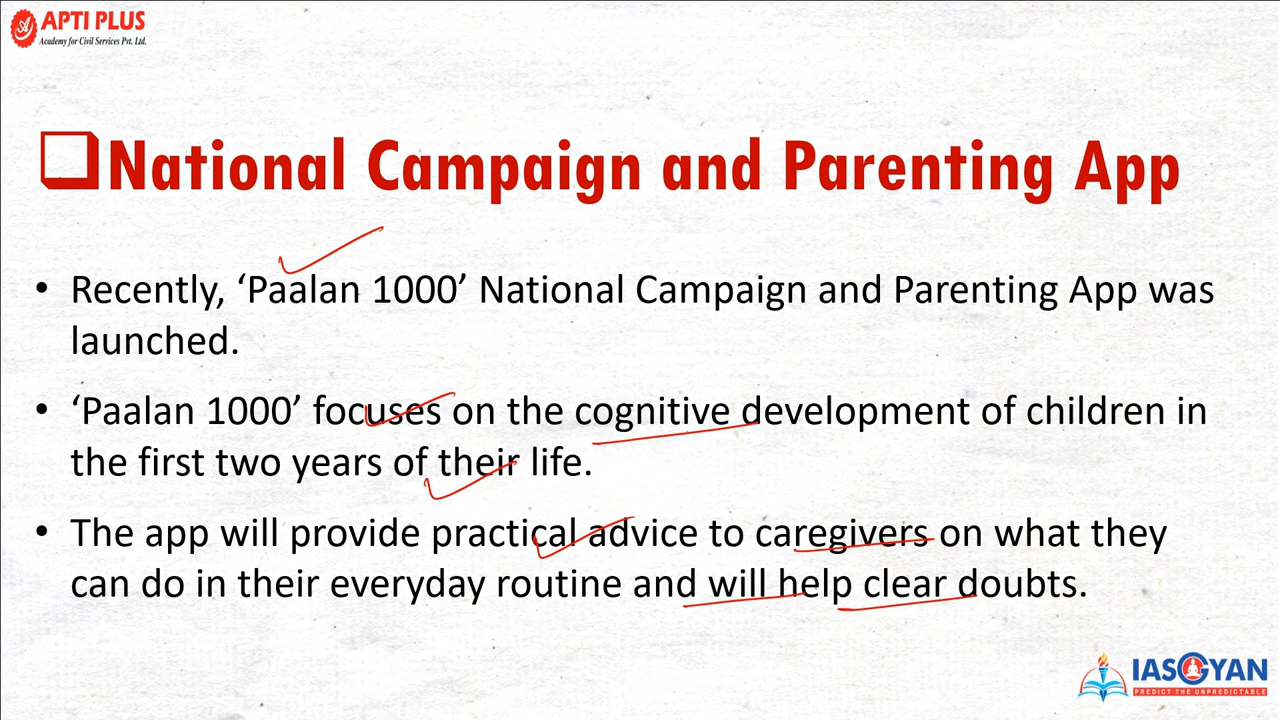 APTI PLUS
Academy for Civil Services Pvt. Ltd.
National Campaign and Parenting App
• Recently, ‘Paalan 1000’ National Campaign and Parenting App was
launched.
• ‘Paalan 1000’ focuses on the cognitive development of children in
the first two years of their life.
• The app will provide practical advice to caregivers on what they
can do in their everyday routine and will help clear doubts.
IASGYAN
PREDICT THE UNPREDICTABLE